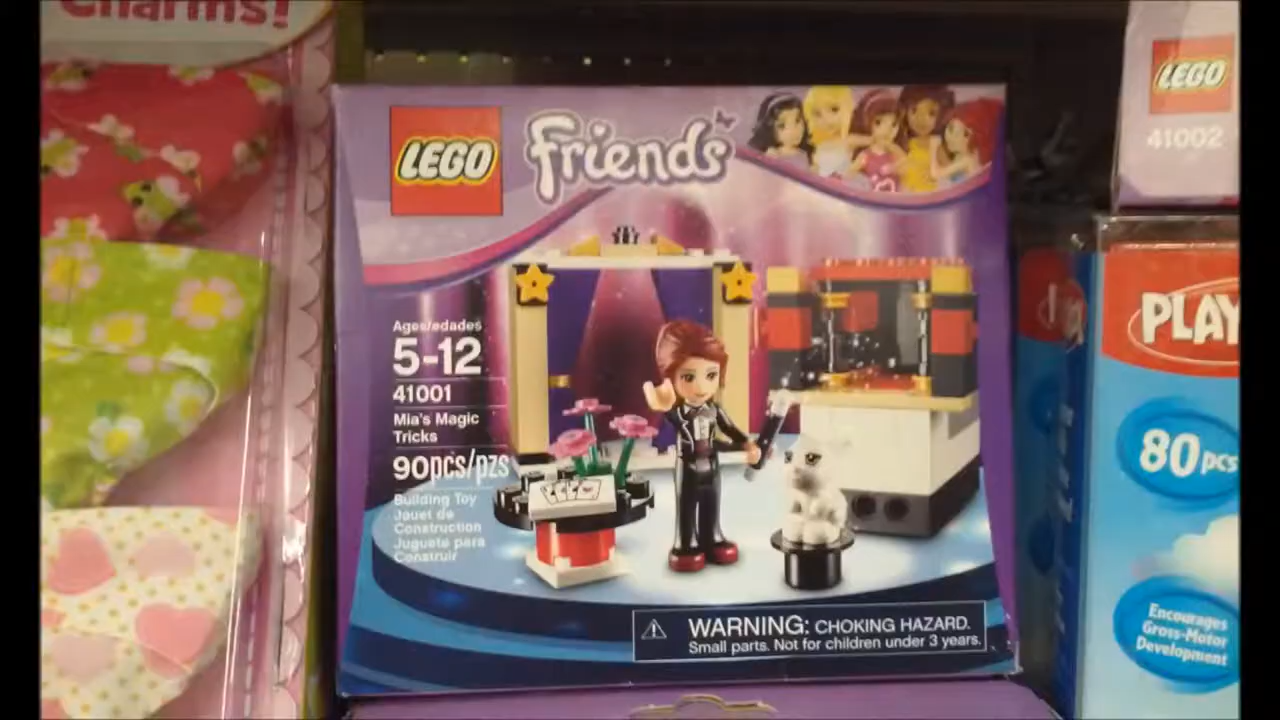 Charms!
LEGO
Friends
LEGO
41002
Ages/edades
5-12
41001
Mia's Magic
Tricks
90pcs/pzs
Building Toy
Jouet de
Construction
Juguete para
Construir
LEGO
WARNING: CHOKING HAZARD.
Small parts. Not for children under 3 years.
PLAY
80pcs
Encourages
Gross-Motor
Development